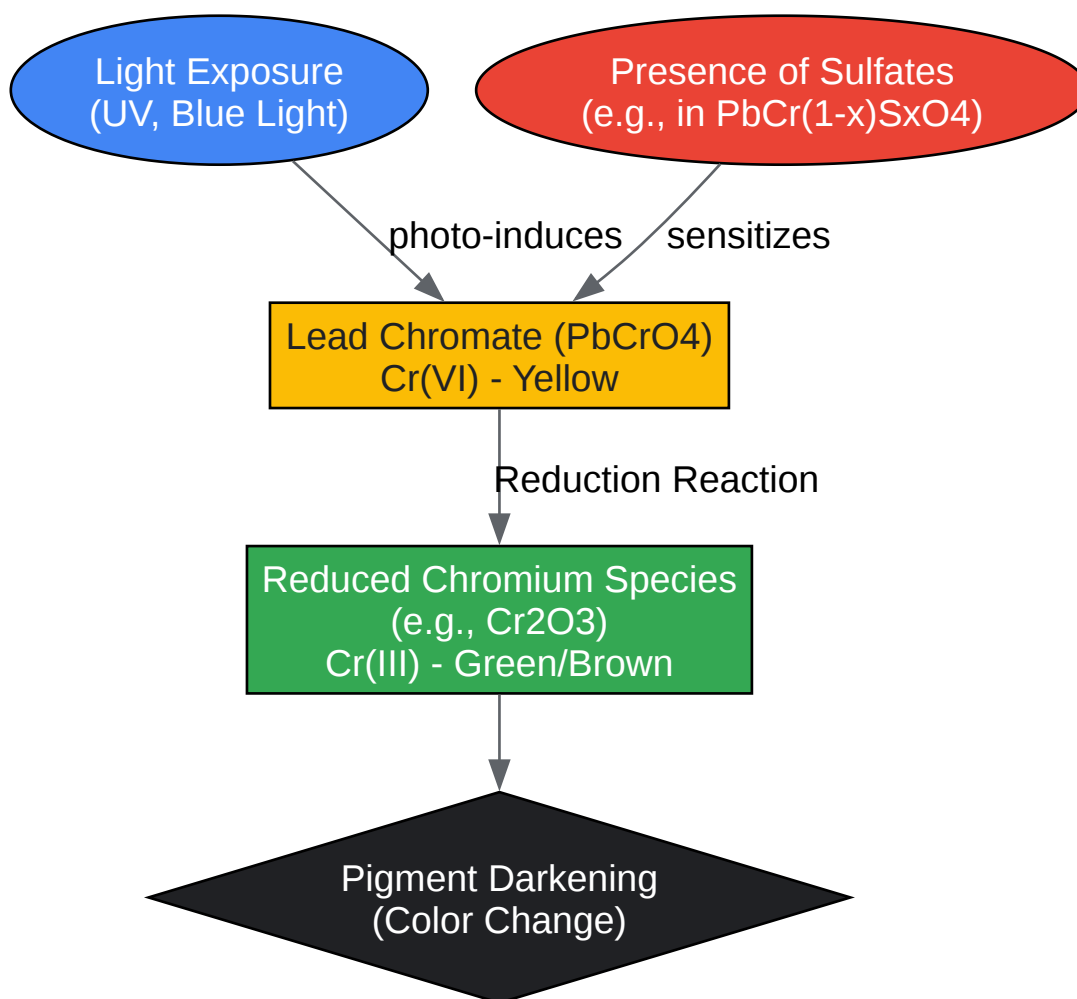 Light Exposure
(UV, Blue Light)
Presence of Sulfates
(e.g., in PbCr(1-x)SxO4)
photo-induces
sensitizes
Lead Chromate (PbCrO4)
Cr(VI) - Yellow
Reduction Reaction
Reduced Chromium Species
(e.g., Cr2O3)
Cr(III) - Green/Brown
Pigment Darkening
(Color Change)